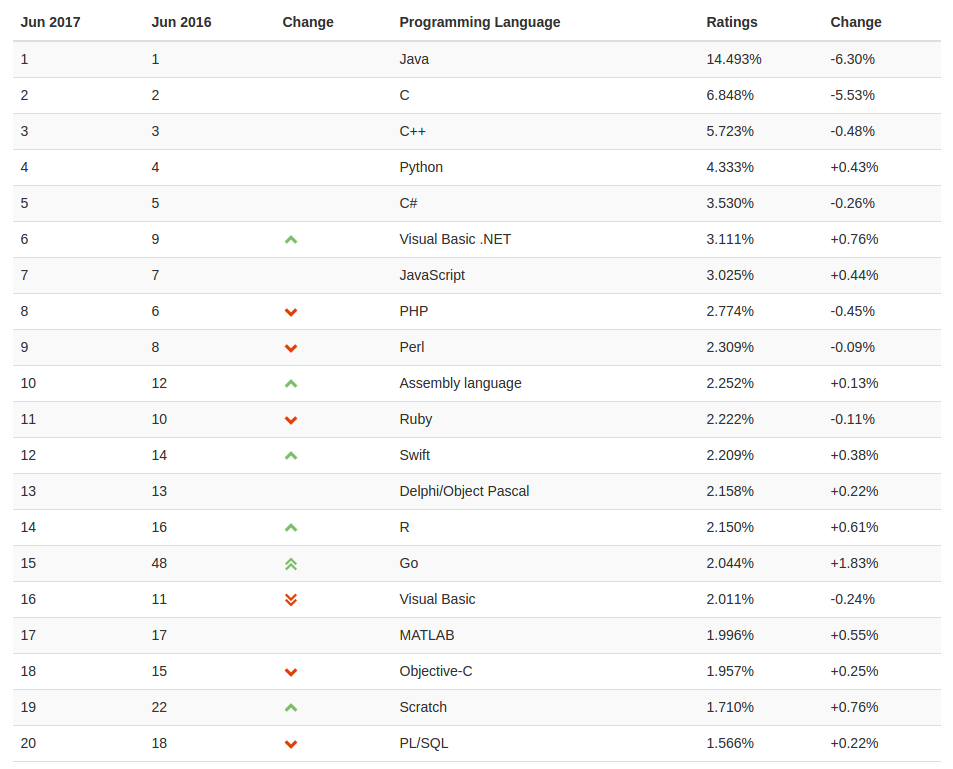 Jun 2017 Jun 2016 Change Programming Language Ratings Change
1 1 Java 14.493% -6.30%
2 2 C 6.848% -5.53%
3 3 C++ 5.723% -0.48%
4 4 Python 4.333% +0.43%
5 5 C# 3.530% -0.26%
6 9 Visual Basic .NET 3.111% +0.76%
7 7 JavaScript 3.025% +0.44%
8 6 PHP 2.774% -0.45%
9 8 Perl 2.309% -0.09%
10 12 Assembly language 2.252% +0.13%
11 10 Ruby 2.222% -0.11%
12 14 Swift 2.209% +0.38%
13 13 Delphi/Object Pascal 2.158% +0.22%
14 16 R 2.150% +0.61%
15 48 Go 2.044% +1.83%
16 11 Visual Basic 2.011% -0.24%
17 17 MATLAB 1.996% +0.55%
18 15 Objective-C 1.957% +0.25%
19 22 Scratch 1.710% +0.76%
20 18 PL/SQL 1.566% +0.22%